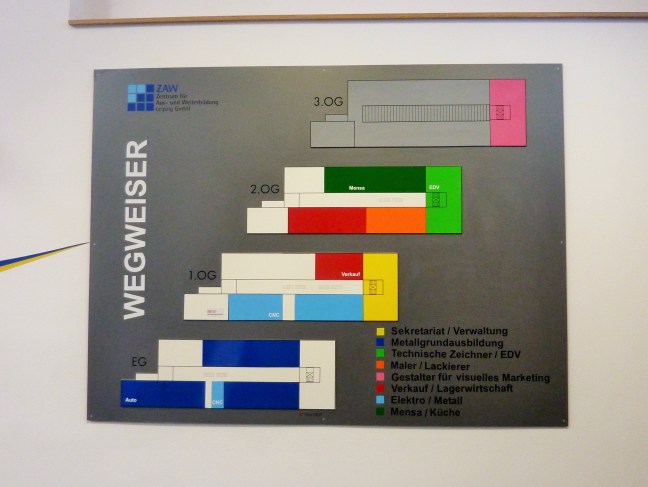 ZAW
Zentrum für
Aus- und Weiterbildung
Leipzig GmbH
WEGWEISER
3.OG
2.OG
Mensa
EDV
1.OG
Verkauf
CNC
EG
Auto
CNC
Sekretariat / Verwaltung
Metallgrundausbildung
Technische Zeichner / EDV
Maler / Lackierer
Gestalter für visuelles Marketing
Verkauf / Lagerwirtschaft
Elektro / Metall
Mensa / Küche